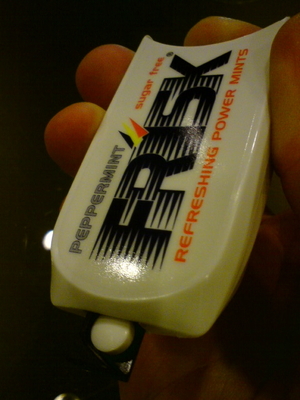 PEPPERMINT sugar free
FRISK
REFRESHING POWER MINTS